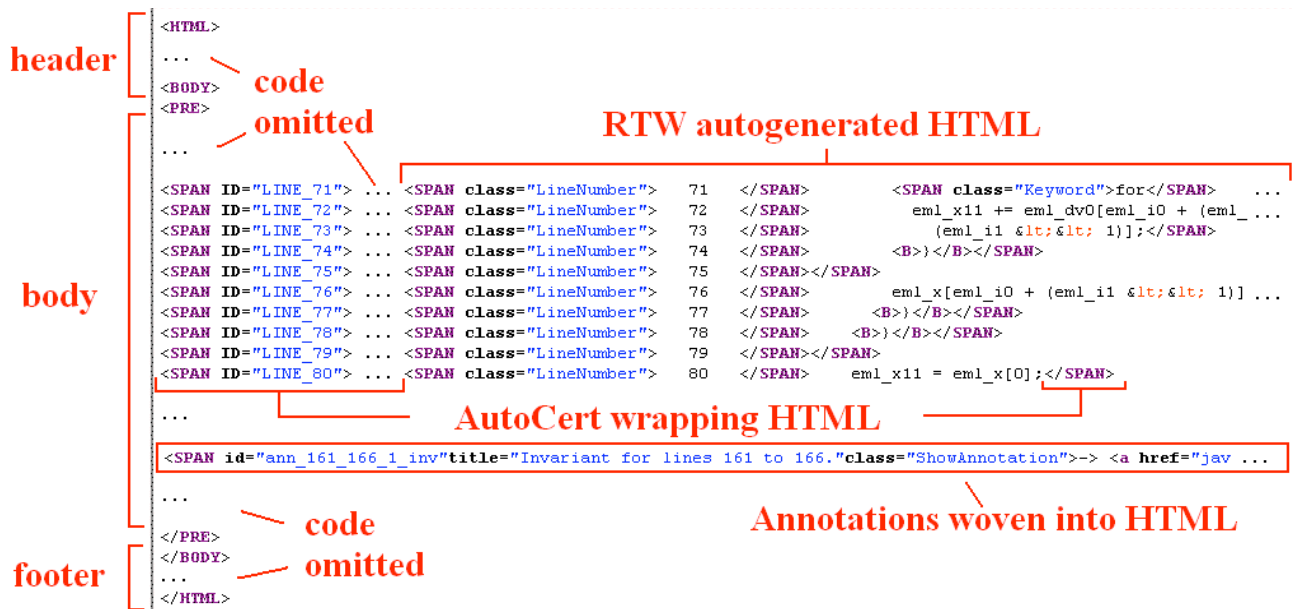 <HTML>
header
...
code
<BODY>
<PRE>
omitted
RTW autogenerated HTML
...
<SPAN ID="LINE_71"> ... <SPAN class="LineNumber"> 71 </SPAN> <SPAN class="Keyword">for</SPAN> ...
<SPAN ID="LINE_72"> ... <SPAN class="LineNumber"> 72 </SPAN> eml_x11 += eml_dv0[eml_i0 + (eml_ ...
<SPAN ID="LINE_73"> ... <SPAN class="LineNumber"> 73 </SPAN> (eml_i1 &lt;&lt; 1)];</SPAN>
<SPAN ID="LINE_74"> ... <SPAN class="LineNumber"> 74 </SPAN> <B>}</B></SPAN>
<SPAN ID="LINE_75"> ... <SPAN class="LineNumber"> 75 </SPAN></SPAN>
body
<SPAN ID="LINE_76"> ... <SPAN class="LineNumber"> 76 </SPAN> eml_x[eml_i0 + (eml_i1 &lt;&lt; 1)] ...
<SPAN ID="LINE_77"> ... <SPAN class="LineNumber"> 77 </SPAN> <B>}</B></SPAN>
<SPAN ID="LINE_78"> ... <SPAN class="LineNumber"> 78 </SPAN> <B>}</B></SPAN>
<SPAN ID="LINE_79"> ... <SPAN class="LineNumber"> 79 </SPAN></SPAN>
<SPAN ID="LINE_80"> ... <SPAN class="LineNumber"> 80 </SPAN> eml_x11 = eml_x[0];</SPAN>
...
AutoCert wrapping HTML
<SPAN id="ann_161_166_1_inv"title="Invariant for lines 161 to 166."class="ShowAnnotation">-> <a href="jav ...
...
code
Annotations woven into HTML
</PRE>
</BODY>
footer
...
omitted
</HTML>